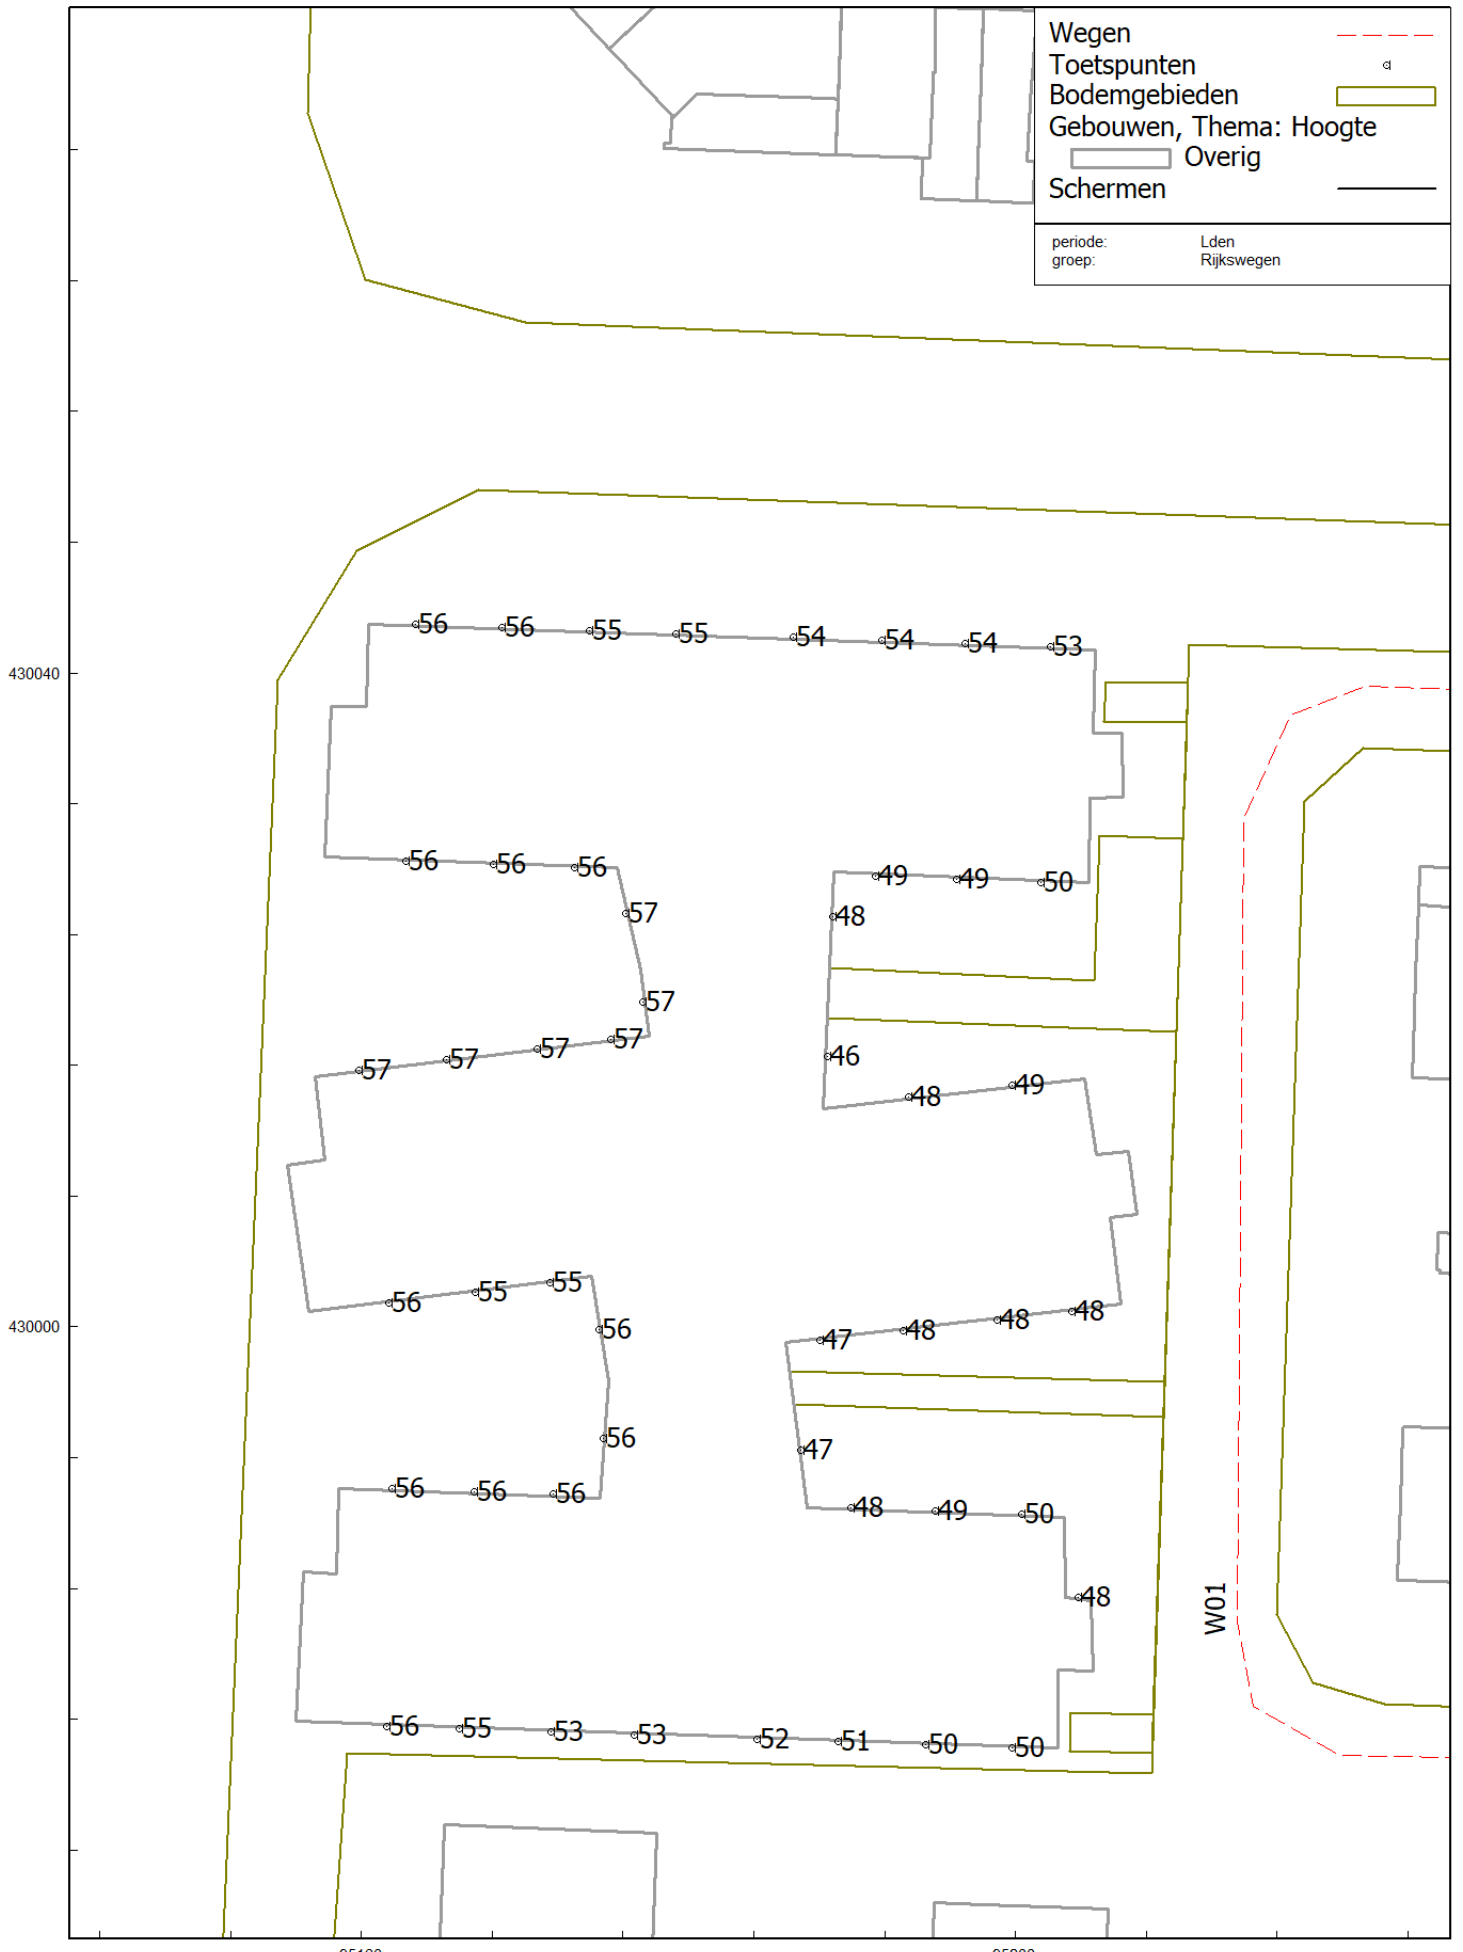 Wegen
Toetspunten
Bodemgebieden
Gebouwen, Thema: Hoogte
Overig
Schermen
periode: Lden
groep: Rijkswegen
56 56 55 55 54 54 54 53
430040
56 56 56 49 49 50
57 48
57
57 57 57 57 46
48 49
56 55 55
56 47 48 48 48
430000
56 47
56 56 56 48 49 50
48
W01
56 55 53 53 52 51 50 50